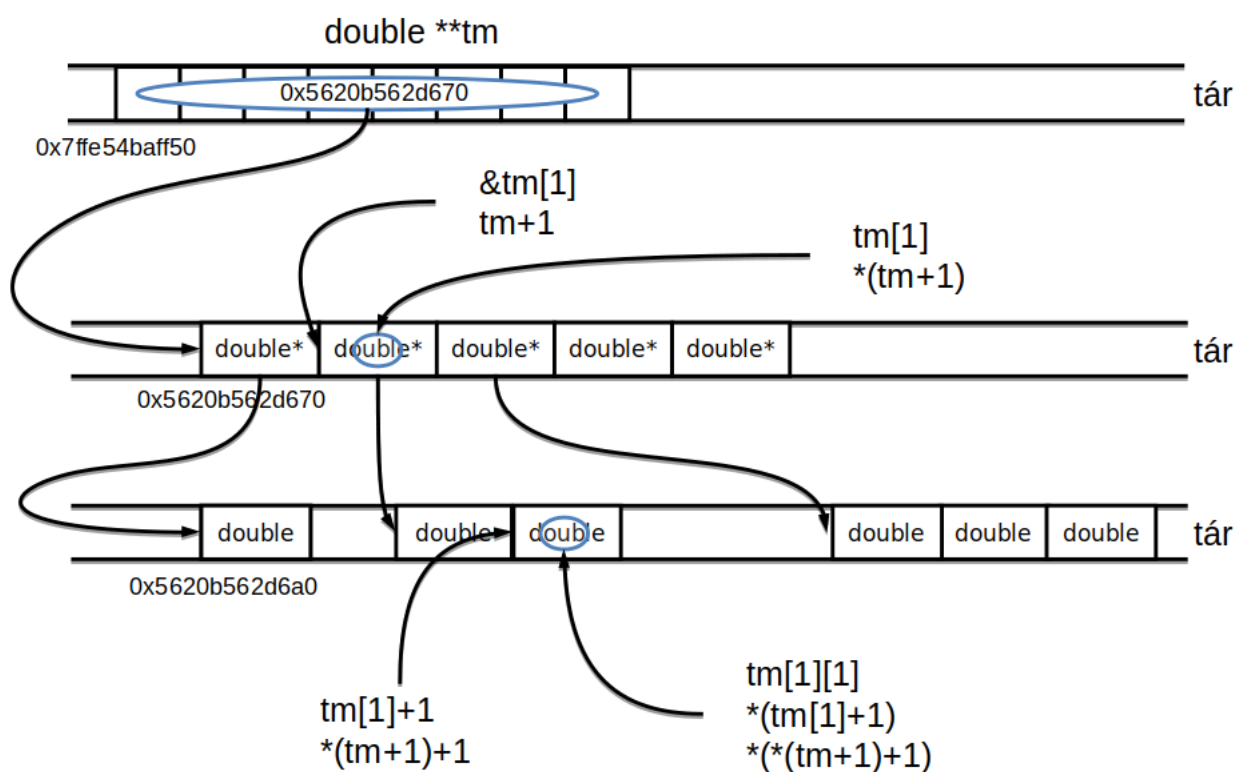 double **tm
0x5620b562d670
tár
0x7ffe54baff50
&tm[1]
tm+1
tm[1]
*(tm+1)
double* double* double* double* double*
tár
0x5620b562d670
double double double double double double
tár
0x5620b562d6a0
tm[1]+1
*(tm+1)+1
tm[1][1]
*(tm[1]+1)
*(*(tm+1)+1)